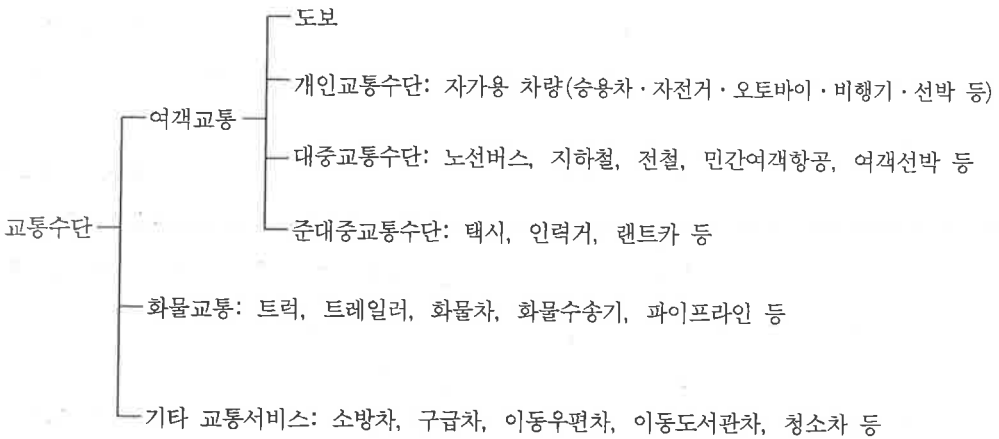 도보
개인교통수단: 자가용 차량(승용차·자전거·오토바이·비행기·선박 등)
여객교통
대중교통수단: 노선버스, 지하철, 전철, 민간여객항공, 여객선박 등
교통수단
준대중교통수단: 택시, 인력거, 랜트카 등
화물교통: 트럭, 트레일러, 화물차, 화물수송기, 파이프라인 등
기타 교통서비스: 소방차, 구급차, 이동우편차, 이동도서관차, 청소차 등